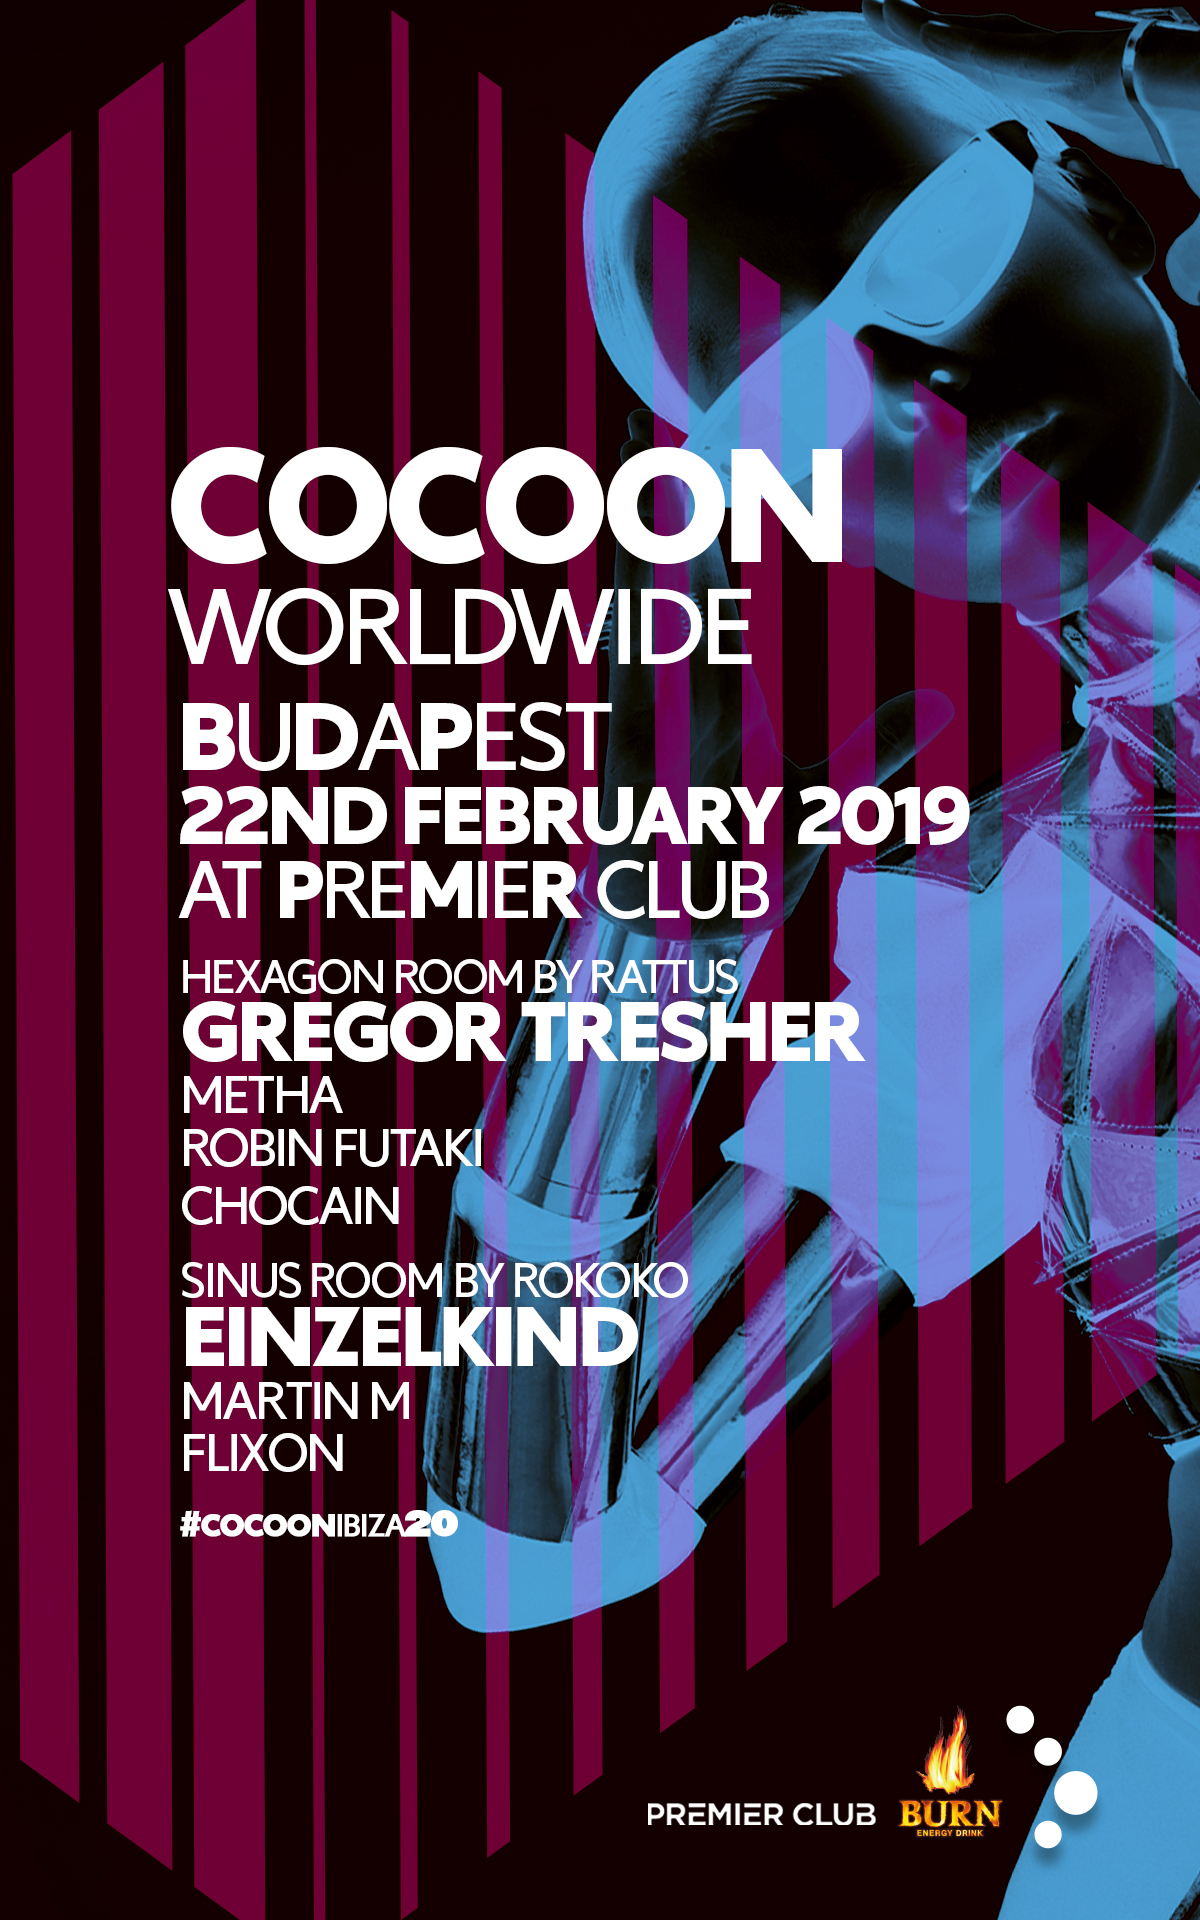 COCOON
WORLDWIDE
BUDAPEST
22ND FEBRUARY 2019
AT PREMIER CLUB
HEXAGON ROOM BY RATTUS
GREGOR TRESHER
METHA
ROBIN FUTAKI
CHOCAIN
SINUS ROOM BY ROKOKO
EINZELKIND
MARTIN M
FLIXON
#COCOONIBIZA20
PREMIER CLUB
BURN
ENERGY DRINK